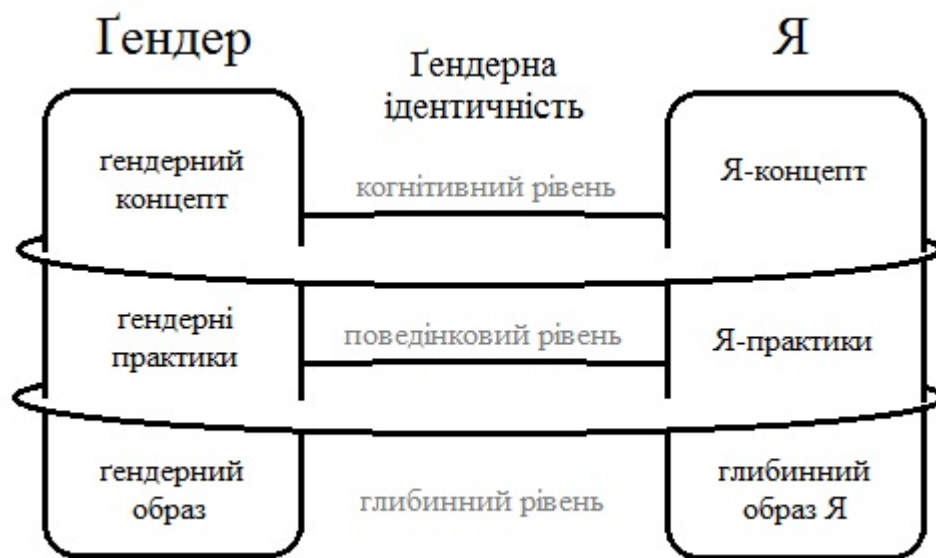 Ґендер
Ґендерна
ідентичність
Я
ґендерний
концепт
когнітивний рівень
Я-концепт
ґендерні
практики
поведінковий рівень
Я-практики
ґендерний
образ
глибинний рівень
глибинний
образ Я